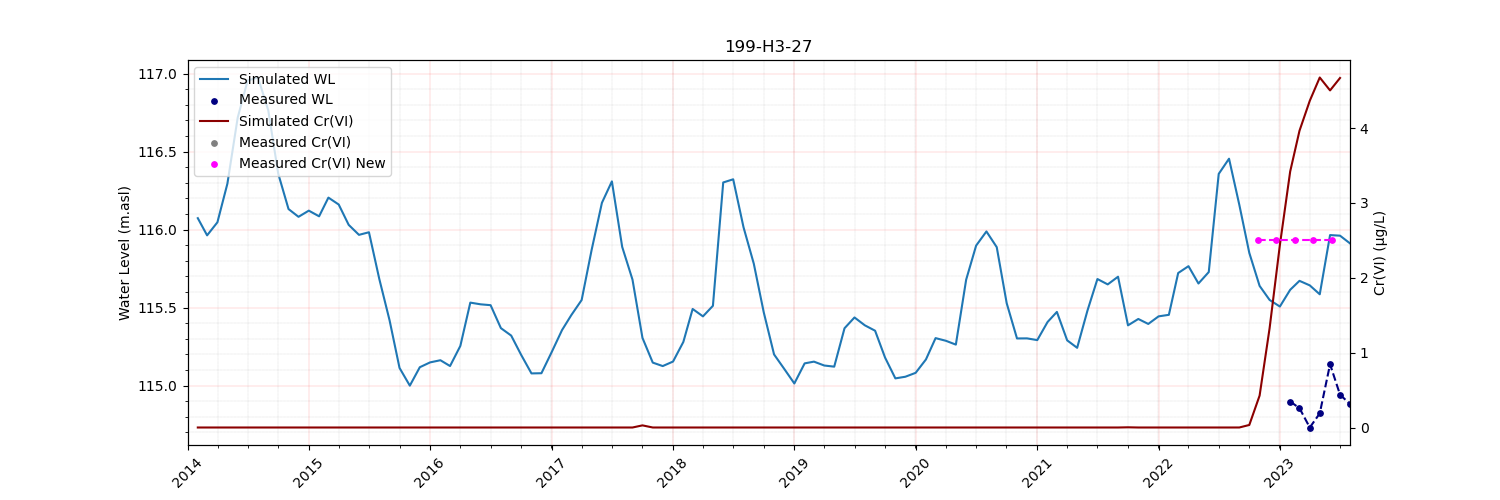 199-H3-27
Simulated WL
Measured WL
Simulated Cr(VI)
Measured Cr(VI)
Measured Cr(VI) New
117.0
116.5
116.0
115.5
115.0
Water Level (m.asl)
4
3
2
1
0
Cr(VI) (µg/L)
2014
2015
2016
2017
2018
2019
2020
2021
2022
2023